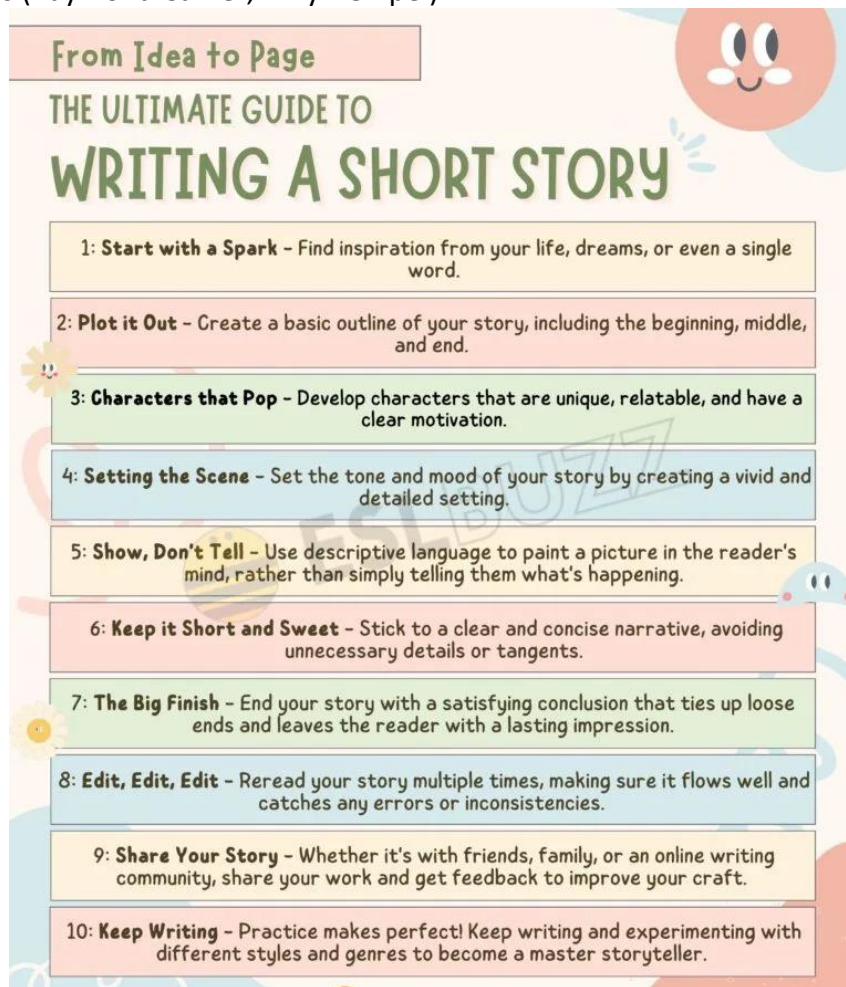 From Idea to Page
THE ULTIMATE GUIDE TO
WRITING A SHORT STORY
1: Start with a Spark – Find inspiration from your life, dreams, or even a single
word.
2: Plot it Out – Create a basic outline of your story, including the beginning, middle,
and end.
3: Characters that Pop – Develop characters that are unique, relatable, and have a
clear motivation.
4: Setting the Scene – Set the tone and mood of your story by creating a vivid and
detailed setting.
ESLBUZZ
5: Show, Don't Tell – Use descriptive language to paint a picture in the reader's
mind, rather than simply telling them what's happening.
6: Keep it Short and Sweet – Stick to a clear and concise narrative, avoiding
unnecessary details or tangents.
7: The Big Finish – End your story with a satisfying conclusion that ties up loose
ends and leaves the reader with a lasting impression.
8: Edit, Edit, Edit – Reread your story multiple times, making sure it flows well and
catches any errors or inconsistencies.
9: Share Your Story – Whether it's with friends, family, or an online writing
community, share your work and get feedback to improve your craft.
10: Keep Writing – Practice makes perfect! Keep writing and experimenting with
different styles and genres to become a master storyteller.